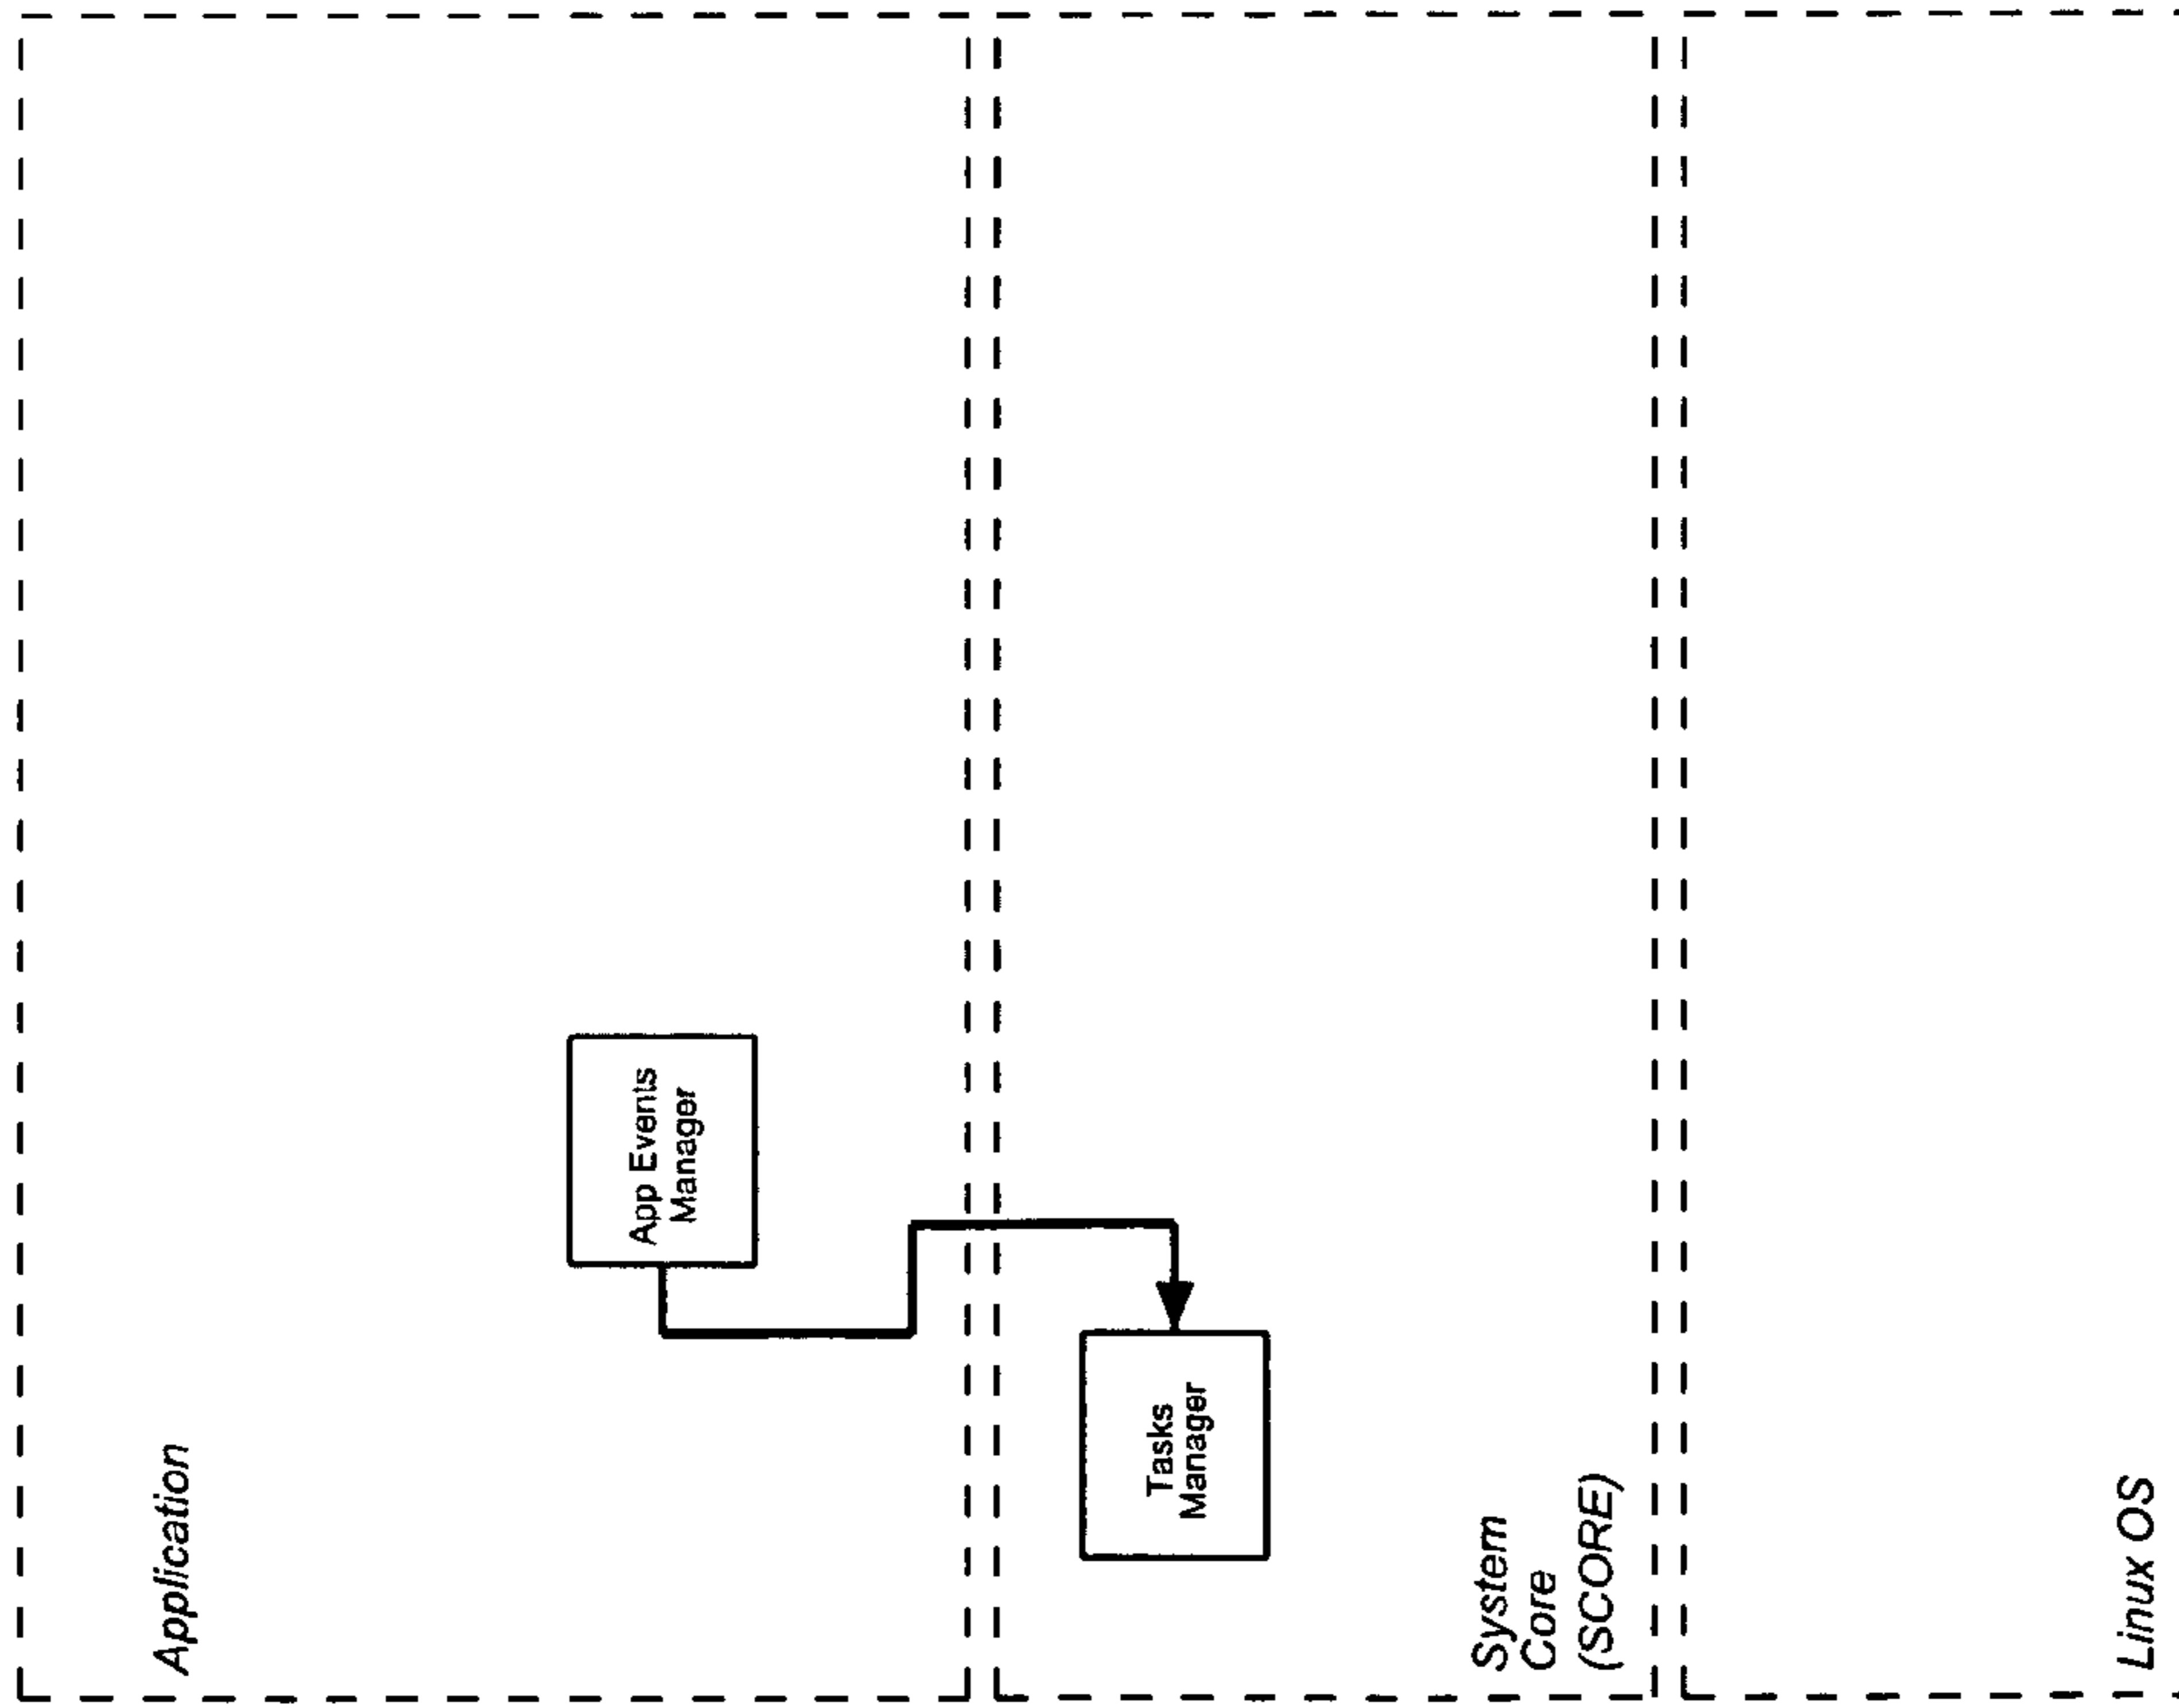 Application
App Events
Manager
Tasks
Manager
System
Core
(SCORE)
Linux OS